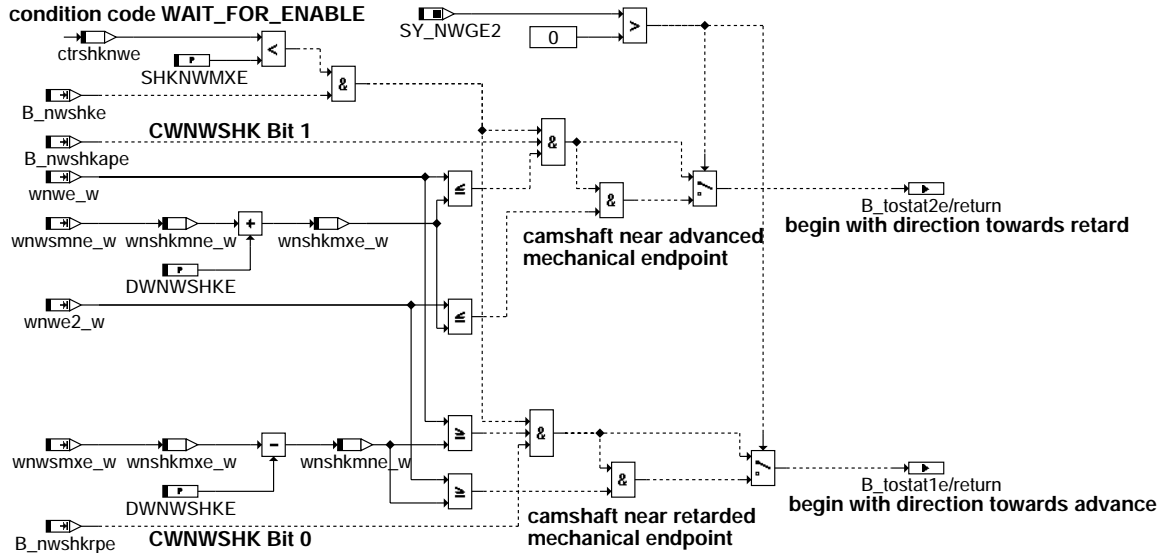 condition code WAIT_FOR_ENABLE
SY_NWGE2
0
>
ctrshknwe
<
P
SHKNWMXE
&
B_nwshke
CWNWSHK Bit 1
&
B_nwshkape
wnwe_w
≤
&
B_tostat2e/return
begin with direction towards retard
wnwsmne_w
wnshkmne_w
+
wnshkmxe_w
P
DWNWSHKE
camshaft near advanced
mechanical endpoint
wnwe2_w
≤
≥
&
wnwsmxe_w
wnshkmxe_w
-
wnshkmne_w
≥
&
B_tostat1e/return
begin with direction towards advance
P
DWNWSHKE
camshaft near retarded
mechanical endpoint
B_nwshkrpe
CWNWSHK Bit 0